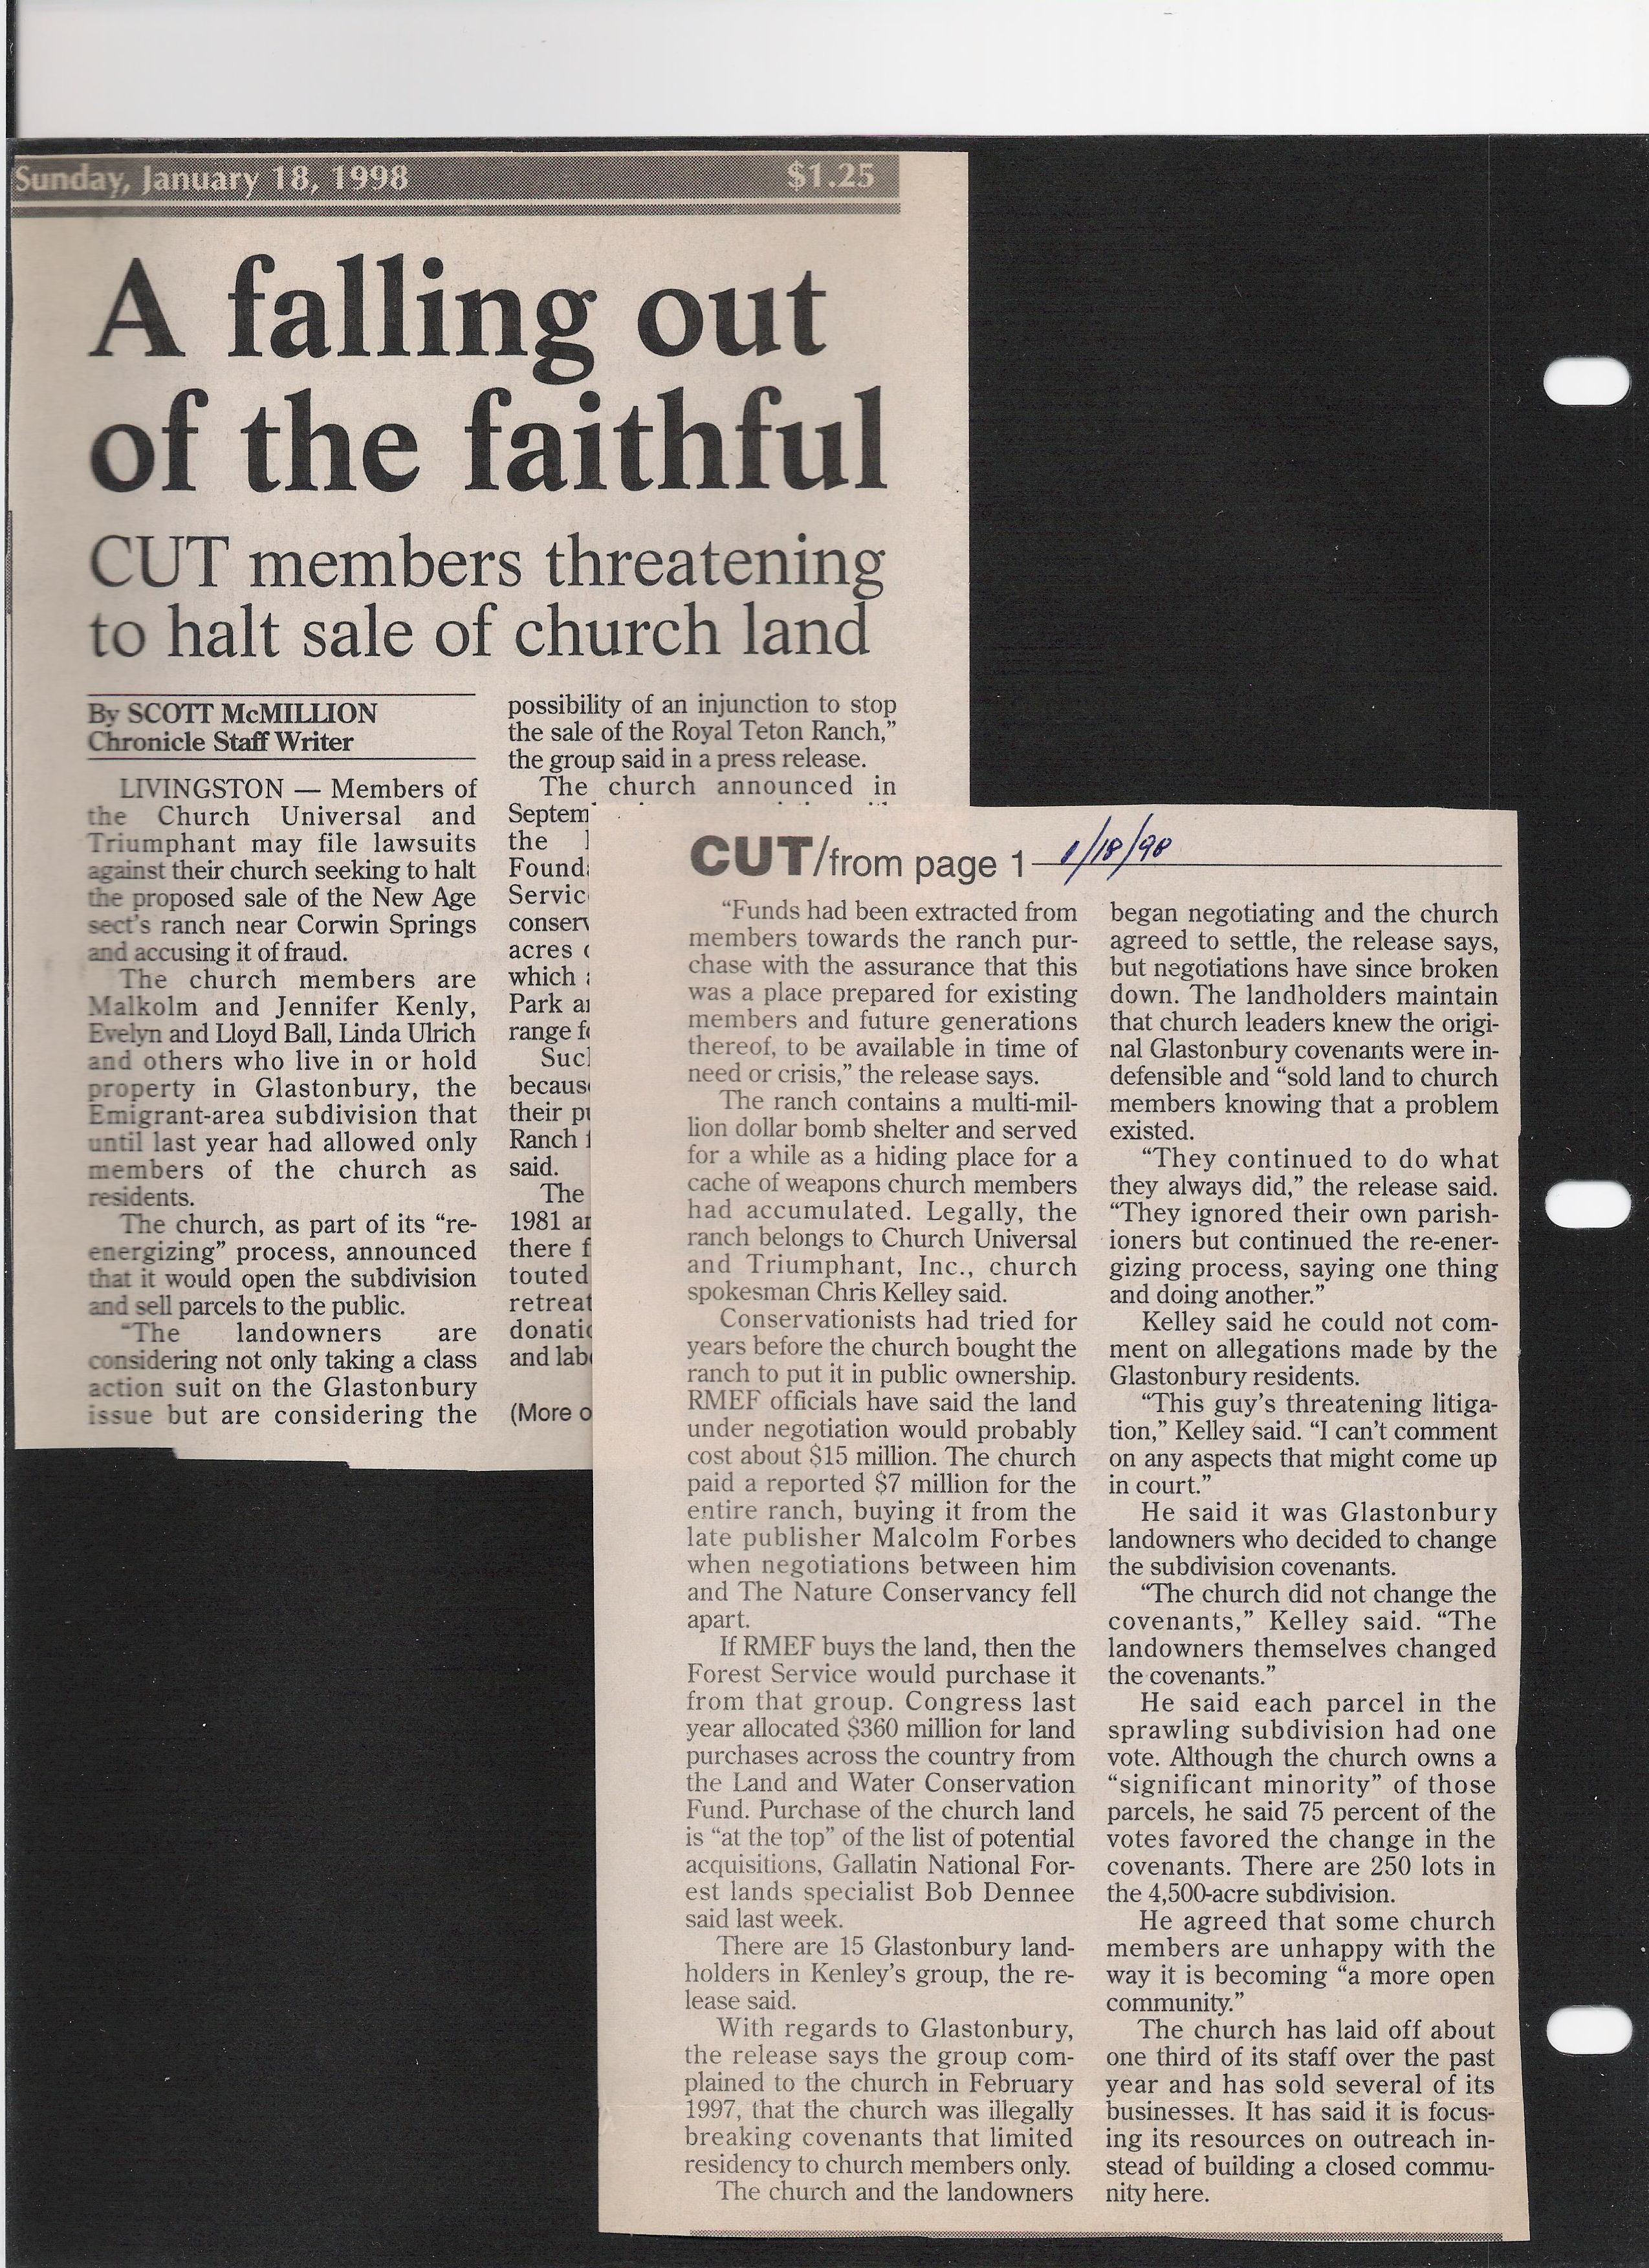 Sunday, January 18, 1998 $1.25
A falling out
of the faithful
CUT members threatening
to halt sale of church land
By SCOTT McMILLION
Chronicle Staff Writer
LIVINGSTON — Members of
the Church Universal and
Triumphant may file lawsuits
against their church seeking to halt
the proposed sale of the New Age
sect's ranch near Corwin Springs
and accusing it of fraud.
The church members are
Malkolm and Jennifer Kenly,
Evelyn and Lloyd Ball, Linda Ulrich
and others who live in or hold
property in Glastonbury, the
Emigrant-area subdivision that
until last year had allowed only
members of the church as
residents.
The church, as part of its “re-
energizing” process, announced
that it would open the subdivision
and sell parcels to the public.
“The landowners are
considering not only taking a class
action suit on the Glastonbury
issue but are considering the
possibility of an injunction to stop
the sale of the Royal Teton Ranch,”
the group said in a press release.
The church announced in
Septem
the
Found
Servic
conserv
acres
which
Park
range
Suc
becaus
their
Ranch
said.
The
1981
there f
touted
retreat
donatio
and lab
(More o
CUT/from page 1 1/18/98
“Funds had been extracted from
members towards the ranch pur-
chase with the assurance that this
was a place prepared for existing
members and future generations
thereof, to be available in time of
need or crisis,” the release says.
The ranch contains a multi-mil-
lion dollar bomb shelter and served
for a while as a hiding place for a
cache of weapons church members
had accumulated. Legally, the
ranch belongs to Church Universal
and Triumphant, Inc., church
spokesman Chris Kelley said.
Conservationists had tried for
years before the church bought the
ranch to put it in public ownership.
RMEF officials have said the land
under negotiation would probably
cost about $15 million. The church
paid a reported $7 million for the
entire ranch, buying it from the
late publisher Malcolm Forbes
when negotiations between him
and The Nature Conservancy fell
apart.
If RMEF buys the land, then the
Forest Service would purchase it
from that group. Congress last
year allocated $360 million for land
purchases across the country from
the Land and Water Conservation
Fund. Purchase of the church land
is “at the top” of the list of potential
acquisitions, Gallatin National For-
est lands specialist Bob Dennee
said last week.
There are 15 Glastonbury land-
holders in Kenley's group, the re-
lease said.
With regards to Glastonbury,
the release says the group com-
plained to the church in February
1997, that the church was illegally
breaking covenants that limited
residency to church members only.
The church and the landowners
began negotiating and the church
agreed to settle, the release says,
but negotiations have since broken
down. The landholders maintain
that church leaders knew the origi-
nal Glastonbury covenants were in-
defensible and “sold land to church
members knowing that a problem
existed.
“They continued to do what
they always did,” the release said.
“They ignored their own parish-
ioners but continued the re-ener-
gizing process, saying one thing
and doing another.”
Kelley said he could not com-
ment on allegations made by the
Glastonbury residents.
“This guy's threatening litiga-
tion,” Kelley said. “I can't comment
on any aspects that might come up
in court.”
He said it was Glastonbury
landowners who decided to change
the subdivision covenants.
“The church did not change the
covenants,” Kelley said. “The
landowners themselves changed
the covenants.”
He said each parcel in the
sprawling subdivision had one
vote. Although the church owns a
“significant minority” of those
parcels, he said 75 percent of the
votes favored the change in the
covenants. There are 250 lots in
the 4,500-acre subdivision.
He agreed that some church
members are unhappy with the
way it is becoming “a more open
community.”
The church has laid off about
one third of its staff over the past
year and has sold several of its
businesses. It has said it is focus-
ing its resources on outreach in-
stead of building a closed commu-
nity here.